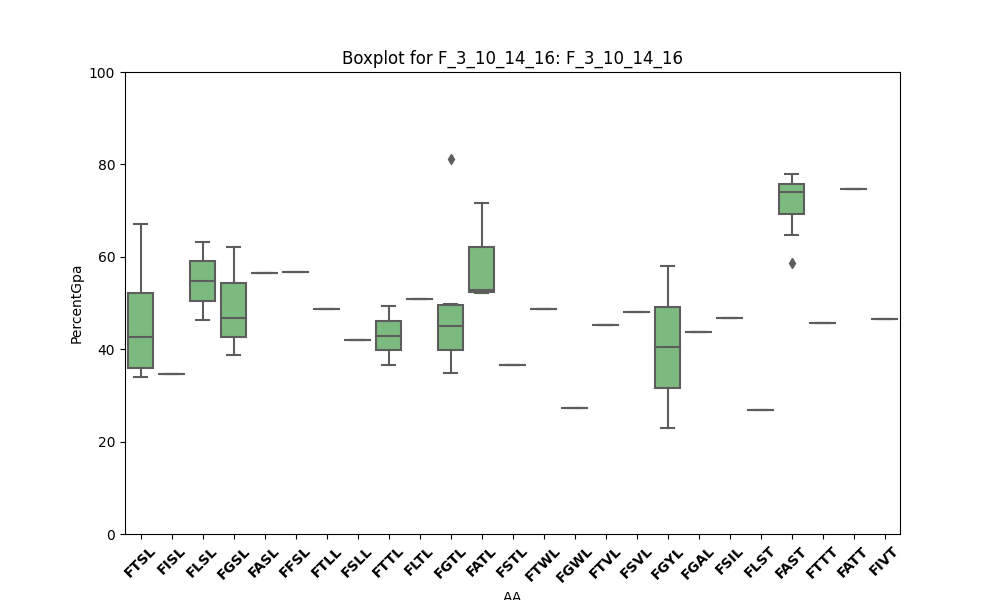 Boxplot for F_3_10_14_16: F_3_10_14_16
100
80
60
40
20
0
PercentGpa
FTSL FISL FLSL FGSL FASL FFSL FTLL FSLL FTTL FLTL FGTL FATL FSTL FTWL FGWL FTVL FSVL FGYL FGAL FSIL FLST FAST FTTT FATT FIVT
AA